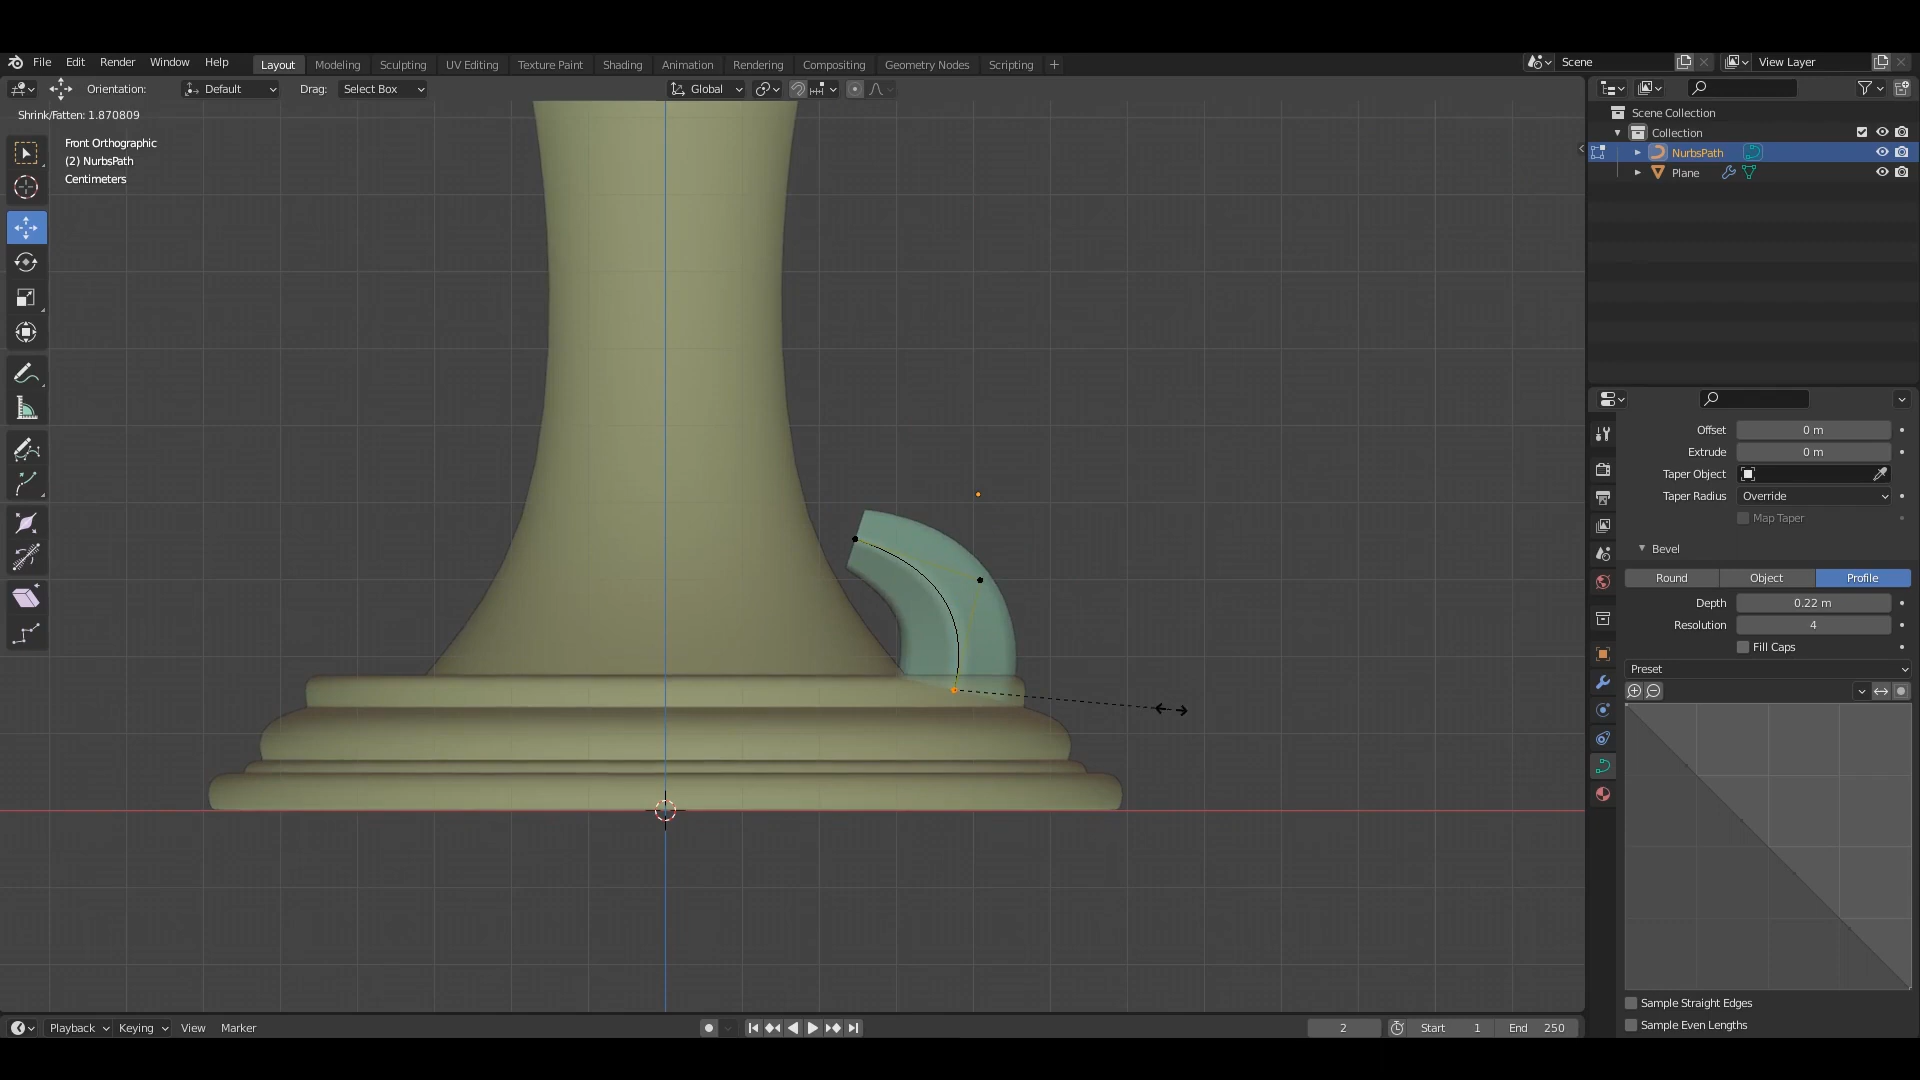 File Edit Render Window Help Layout Modeling Sculpting UV Editing Texture Paint Shading Animation Rendering Compositing Geometry Nodes Scripting + Scene View Layer
Orientation: Default Drag: Select Box Global
Shrink/Fatten: 1.870809
Scene Collection
Collection
Front Orthographic
(2) NurbsPath
NurbsPath
Plane
Centimeters
Offset 0 m
Extrude 0 m
Taper Object
Taper Radius Override
Map Taper
Bevel
Round Object Profile
Depth 0.22 m
Resolution 4
Fill Caps
Preset
Sample Straight Edges
Sample Even Lengths
Playback Keying View Marker 2 Start 1 End 250